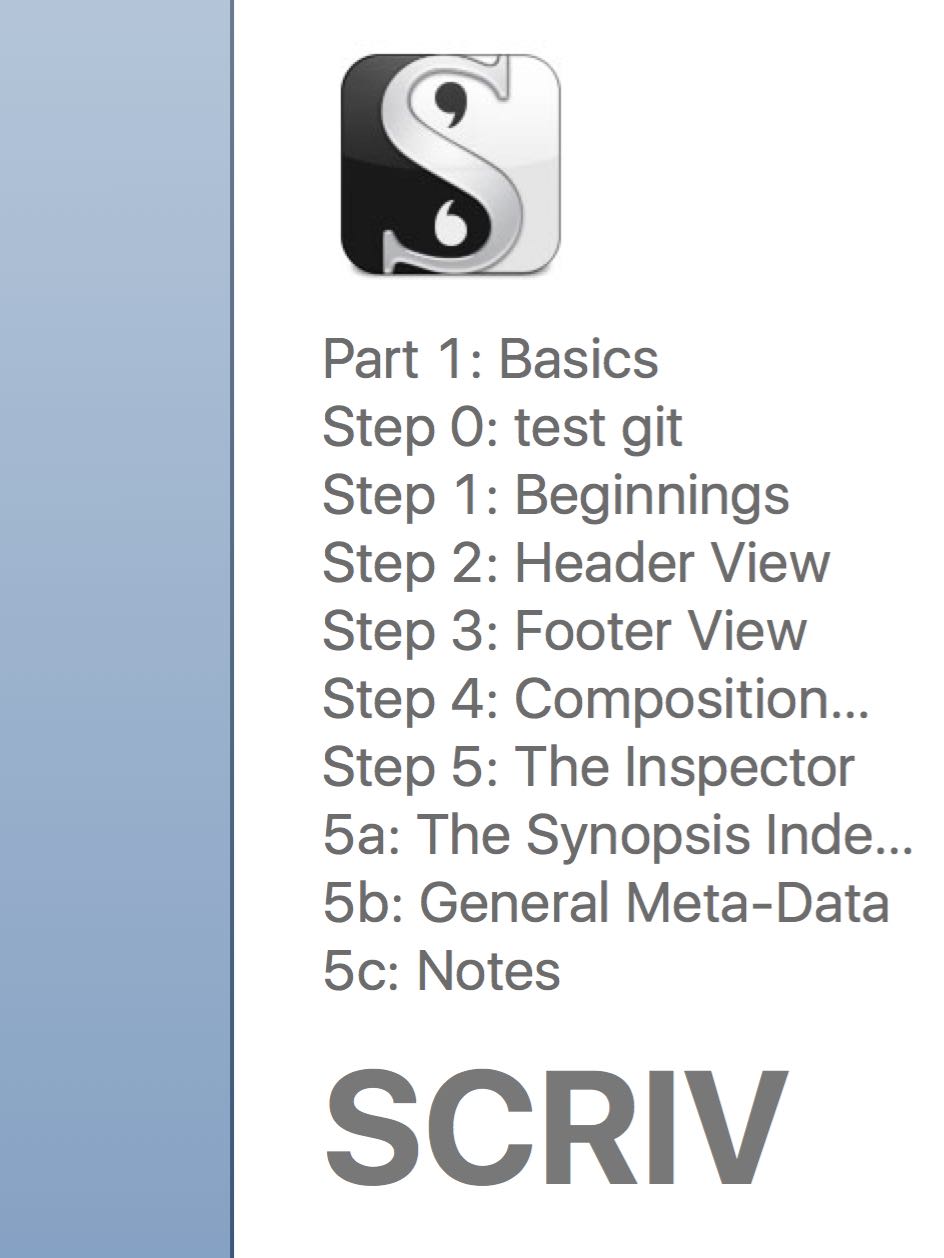 Part 1: Basics
Step 0: test git
Step 1: Beginnings
Step 2: Header View
Step 3: Footer View
Step 4: Composition...
Step 5: The Inspector
5a: The Synopsis Inde...
5b: General Meta-Data
5c: Notes
SCRIV